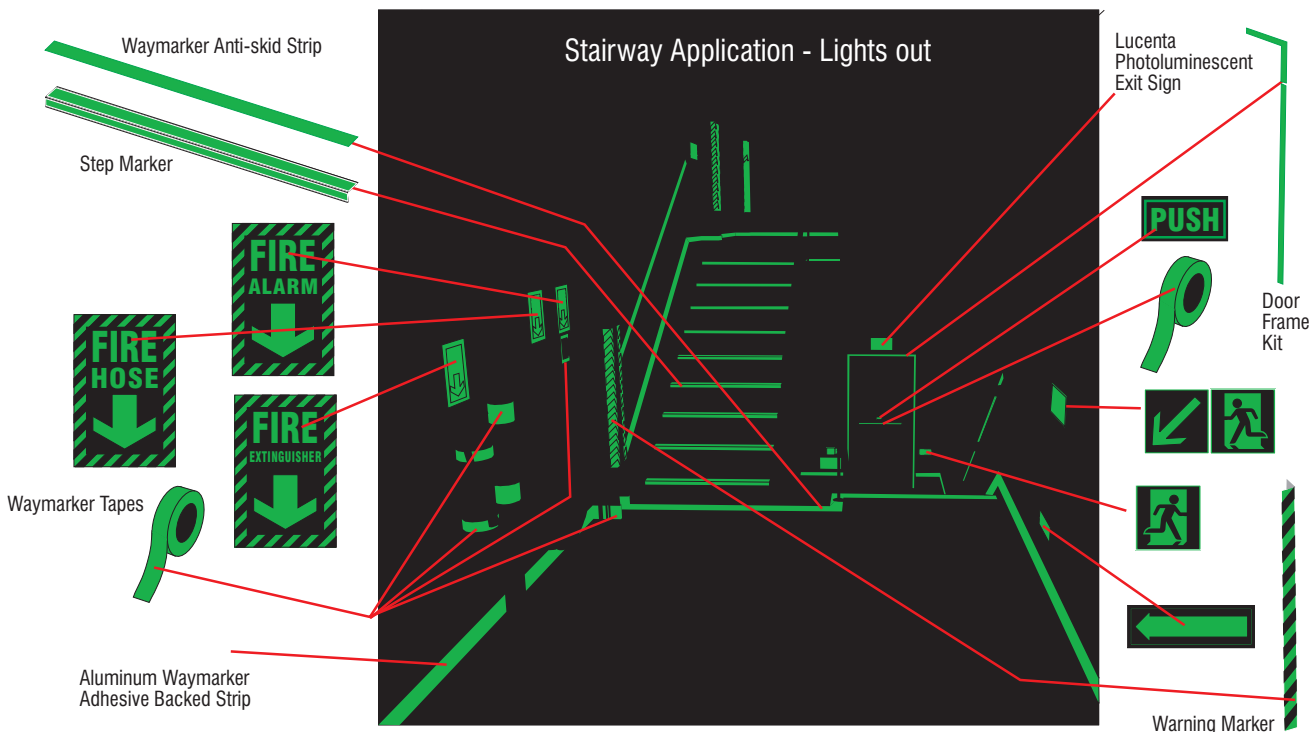 Waymarker Anti-skid Strip
Stairway Application - Lights out
Lucenta
Photoluminescent
Exit Sign
Step Marker
PUSH
FIRE
ALARM
Door
Frame
Kit
FIRE
HOSE
FIRE
EXTINGUISHER
Waymarker Tapes
Aluminum Waymarker
Adhesive Backed Strip
Warning Marker